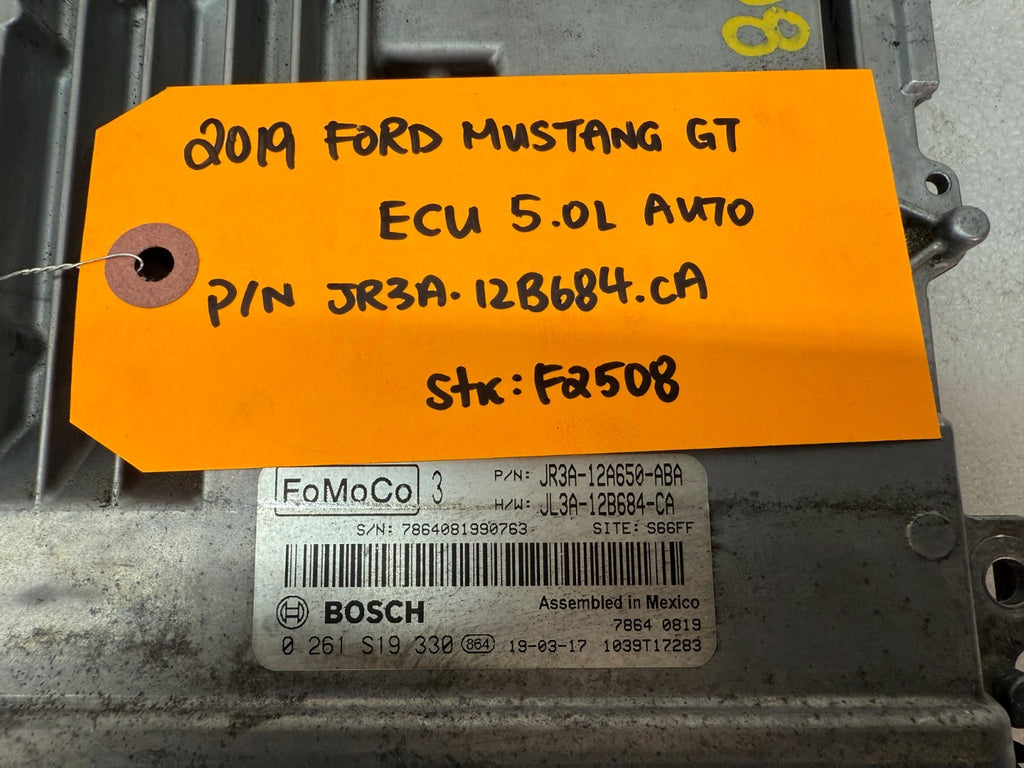 8
2019 FORD MUSTANG GT
ECU 5.0L AUTO
P/N JR3A.12B684.CA
Stk: F2508
FoMoCo 3 P/N: JR3A-12A650-ABA
H/W: JL3A-12B684-CA
S/N: 7864081990763 SITE: S66FF
BOSCH Assembled in Mexico
7864 0819
0 261 S19 330 864 19-03-17 1039T17283